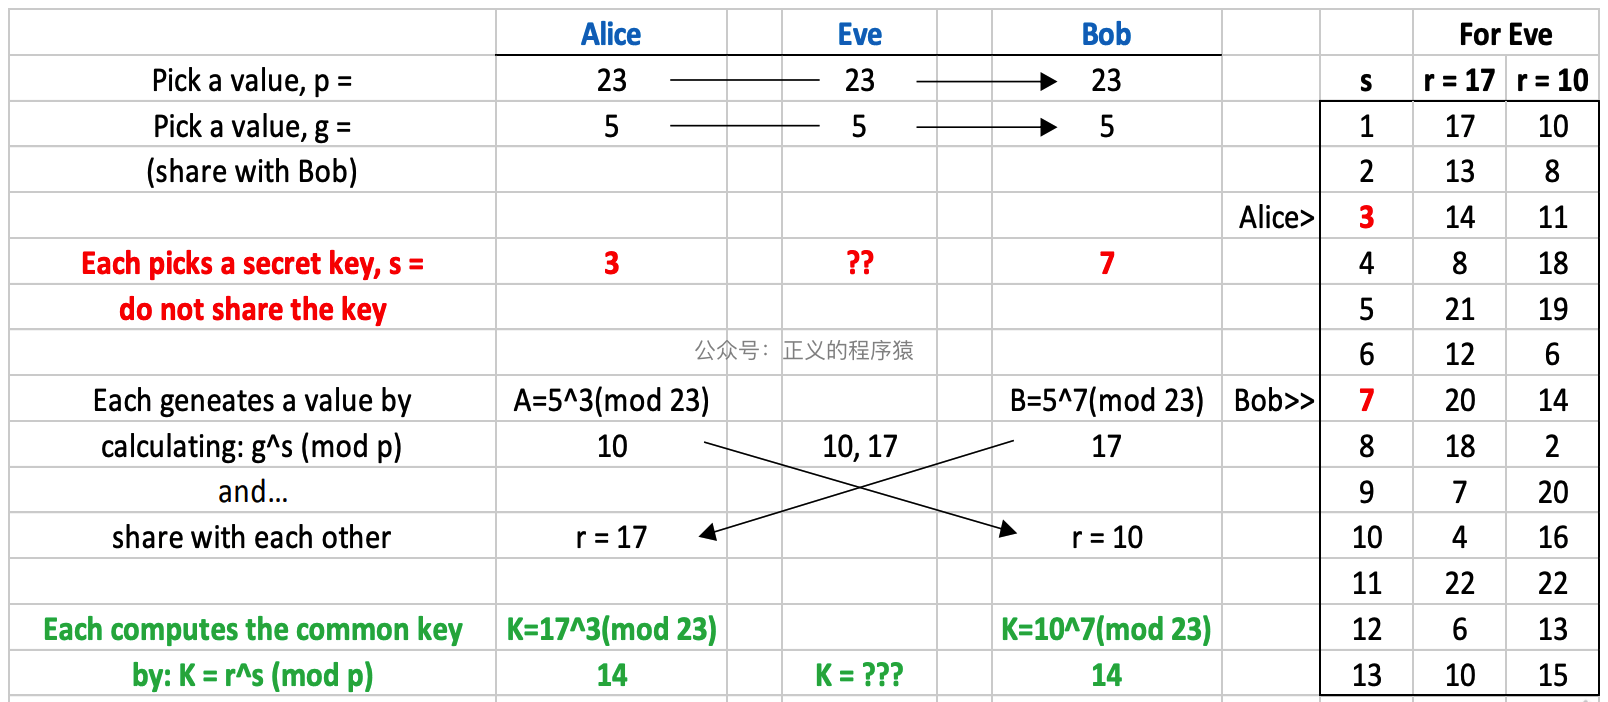 Alice Eve Bob For Eve
Pick a value, p = 23 23 23 s r = 17 r = 10
Pick a value, g = 5 5 5 1 17 10
(share with Bob) 2 13 8
Alice> 3 14 11
Each picks a secret key, s = 3 ?? 7 4 8 18
do not share the key 5 21 19
公众号：正义的程序猿 6 12 6
Each geneates a value by A=5^3(mod 23) B=5^7(mod 23) Bob>> 7 20 14
calculating: g^s (mod p) 10 10, 17 17 8 18 2
and... 9 7 20
share with each other r = 17 r = 10 10 4 16
11 22 22
Each computes the common key K=17^3(mod 23) K=10^7(mod 23) 12 6 13
by: K = r^s (mod p) 14 K = ??? 14 13 10 15